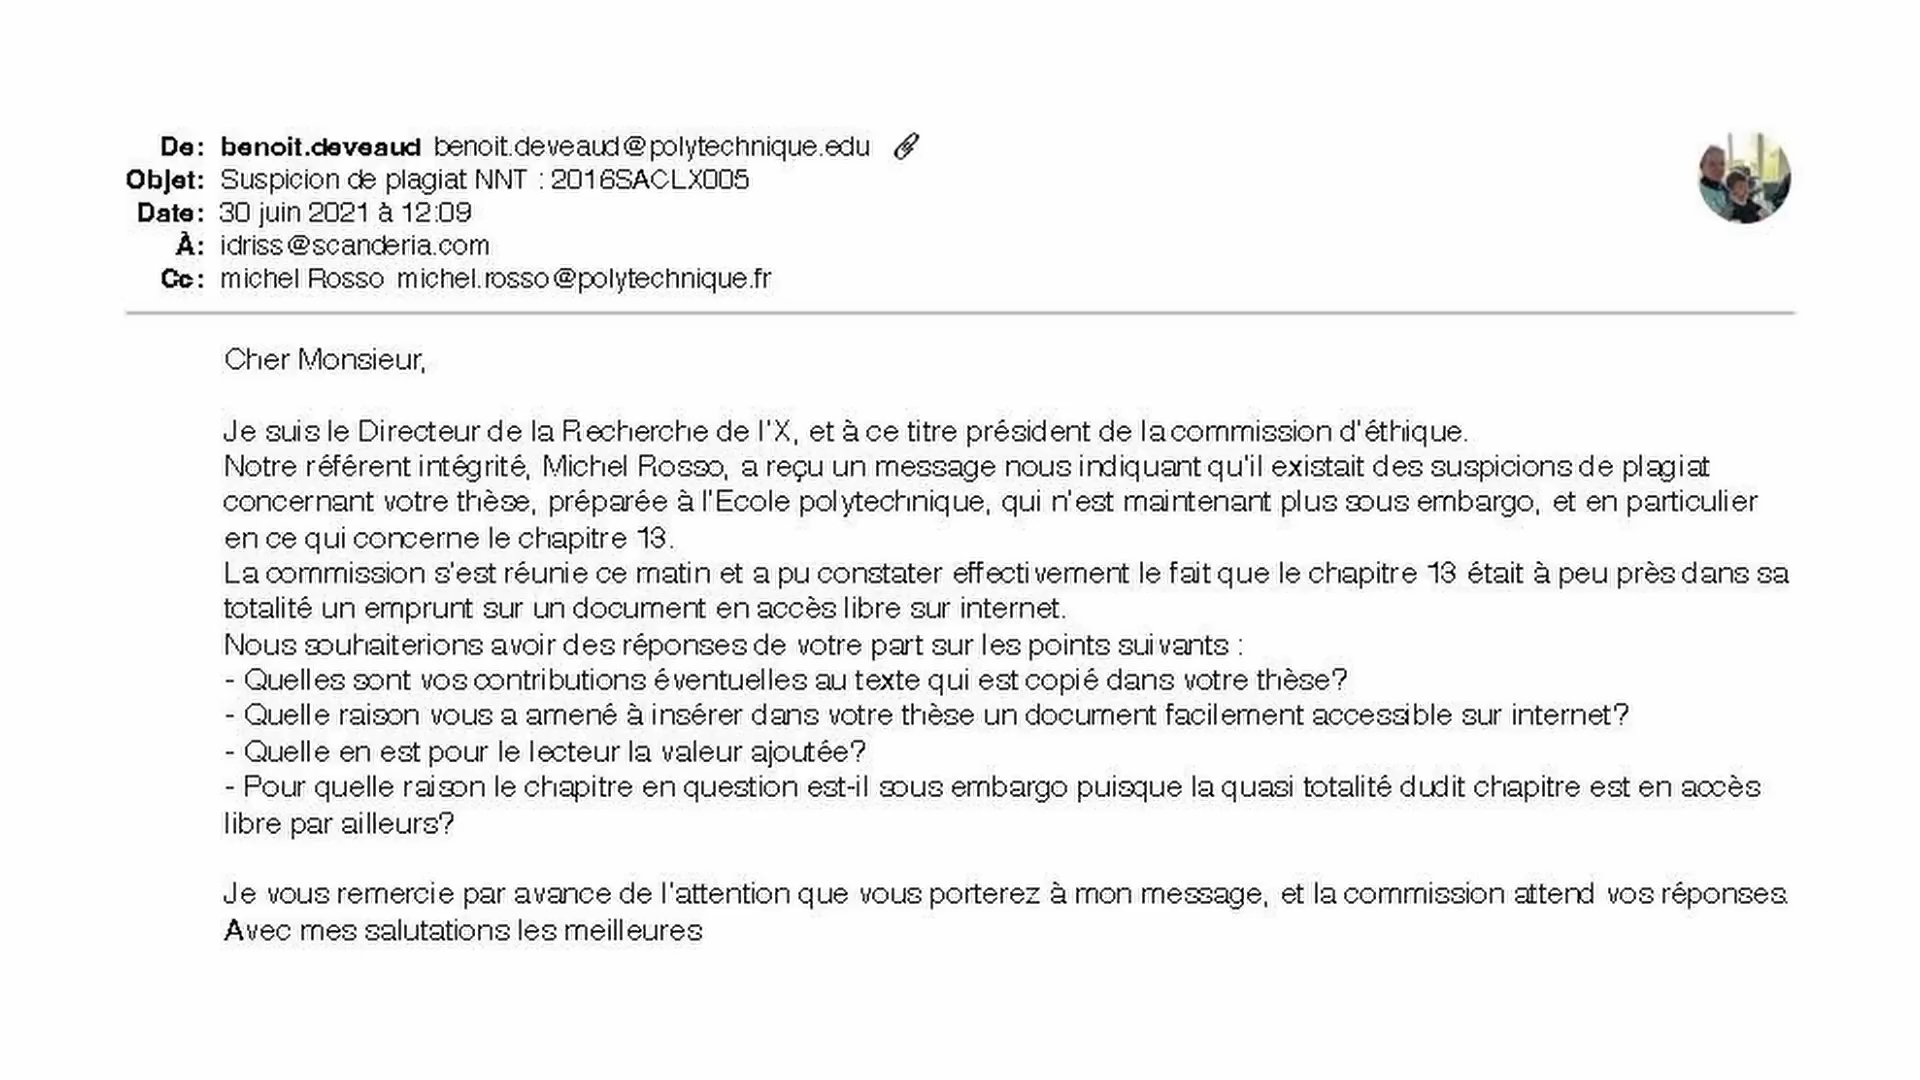 De: benoit.deveaud benoit.deveaud@polytechnique.edu
Objet: Suspicion de plagiat NNT : 2016SACLX005
Date: 30 juin 2021 à 12:09
À: idriss@scanderia.com
Cc: michel Rosso michel.rosso@polytechnique.fr
Cher Monsieur,
Je suis le Directeur de la Recherche de l'X, et à ce titre président de la commission d'éthique.
Notre référent intégrité, Michel Rosso, a reçu un message nous indiquant qu'il existait des suspicions de plagiat
concernant votre thèse, préparée à l'Ecole polytechnique, qui n'est maintenant plus sous embargo, et en particulier
en ce qui concerne le chapitre 13.
La commission s'est réunie ce matin et a pu constater effectivement le fait que le chapitre 13 était à peu près dans sa
totalité un emprunt sur un document en accès libre sur internet.
Nous souhaiterions avoir des réponses de votre part sur les points suivants :
- Quelles sont vos contributions éventuelles au texte qui est copié dans votre thèse?
- Quelle raison vous a amené à insérer dans votre thèse un document facilement accessible sur internet?
- Quelle en est pour le lecteur la valeur ajoutée?
- Pour quelle raison le chapitre en question est-il sous embargo puisque la quasi totalité dudit chapitre est en accès
libre par ailleurs?
Je vous remercie par avance de l'attention que vous porterez à mon message, et la commission attend vos réponses.
Avec mes salutations les meilleures